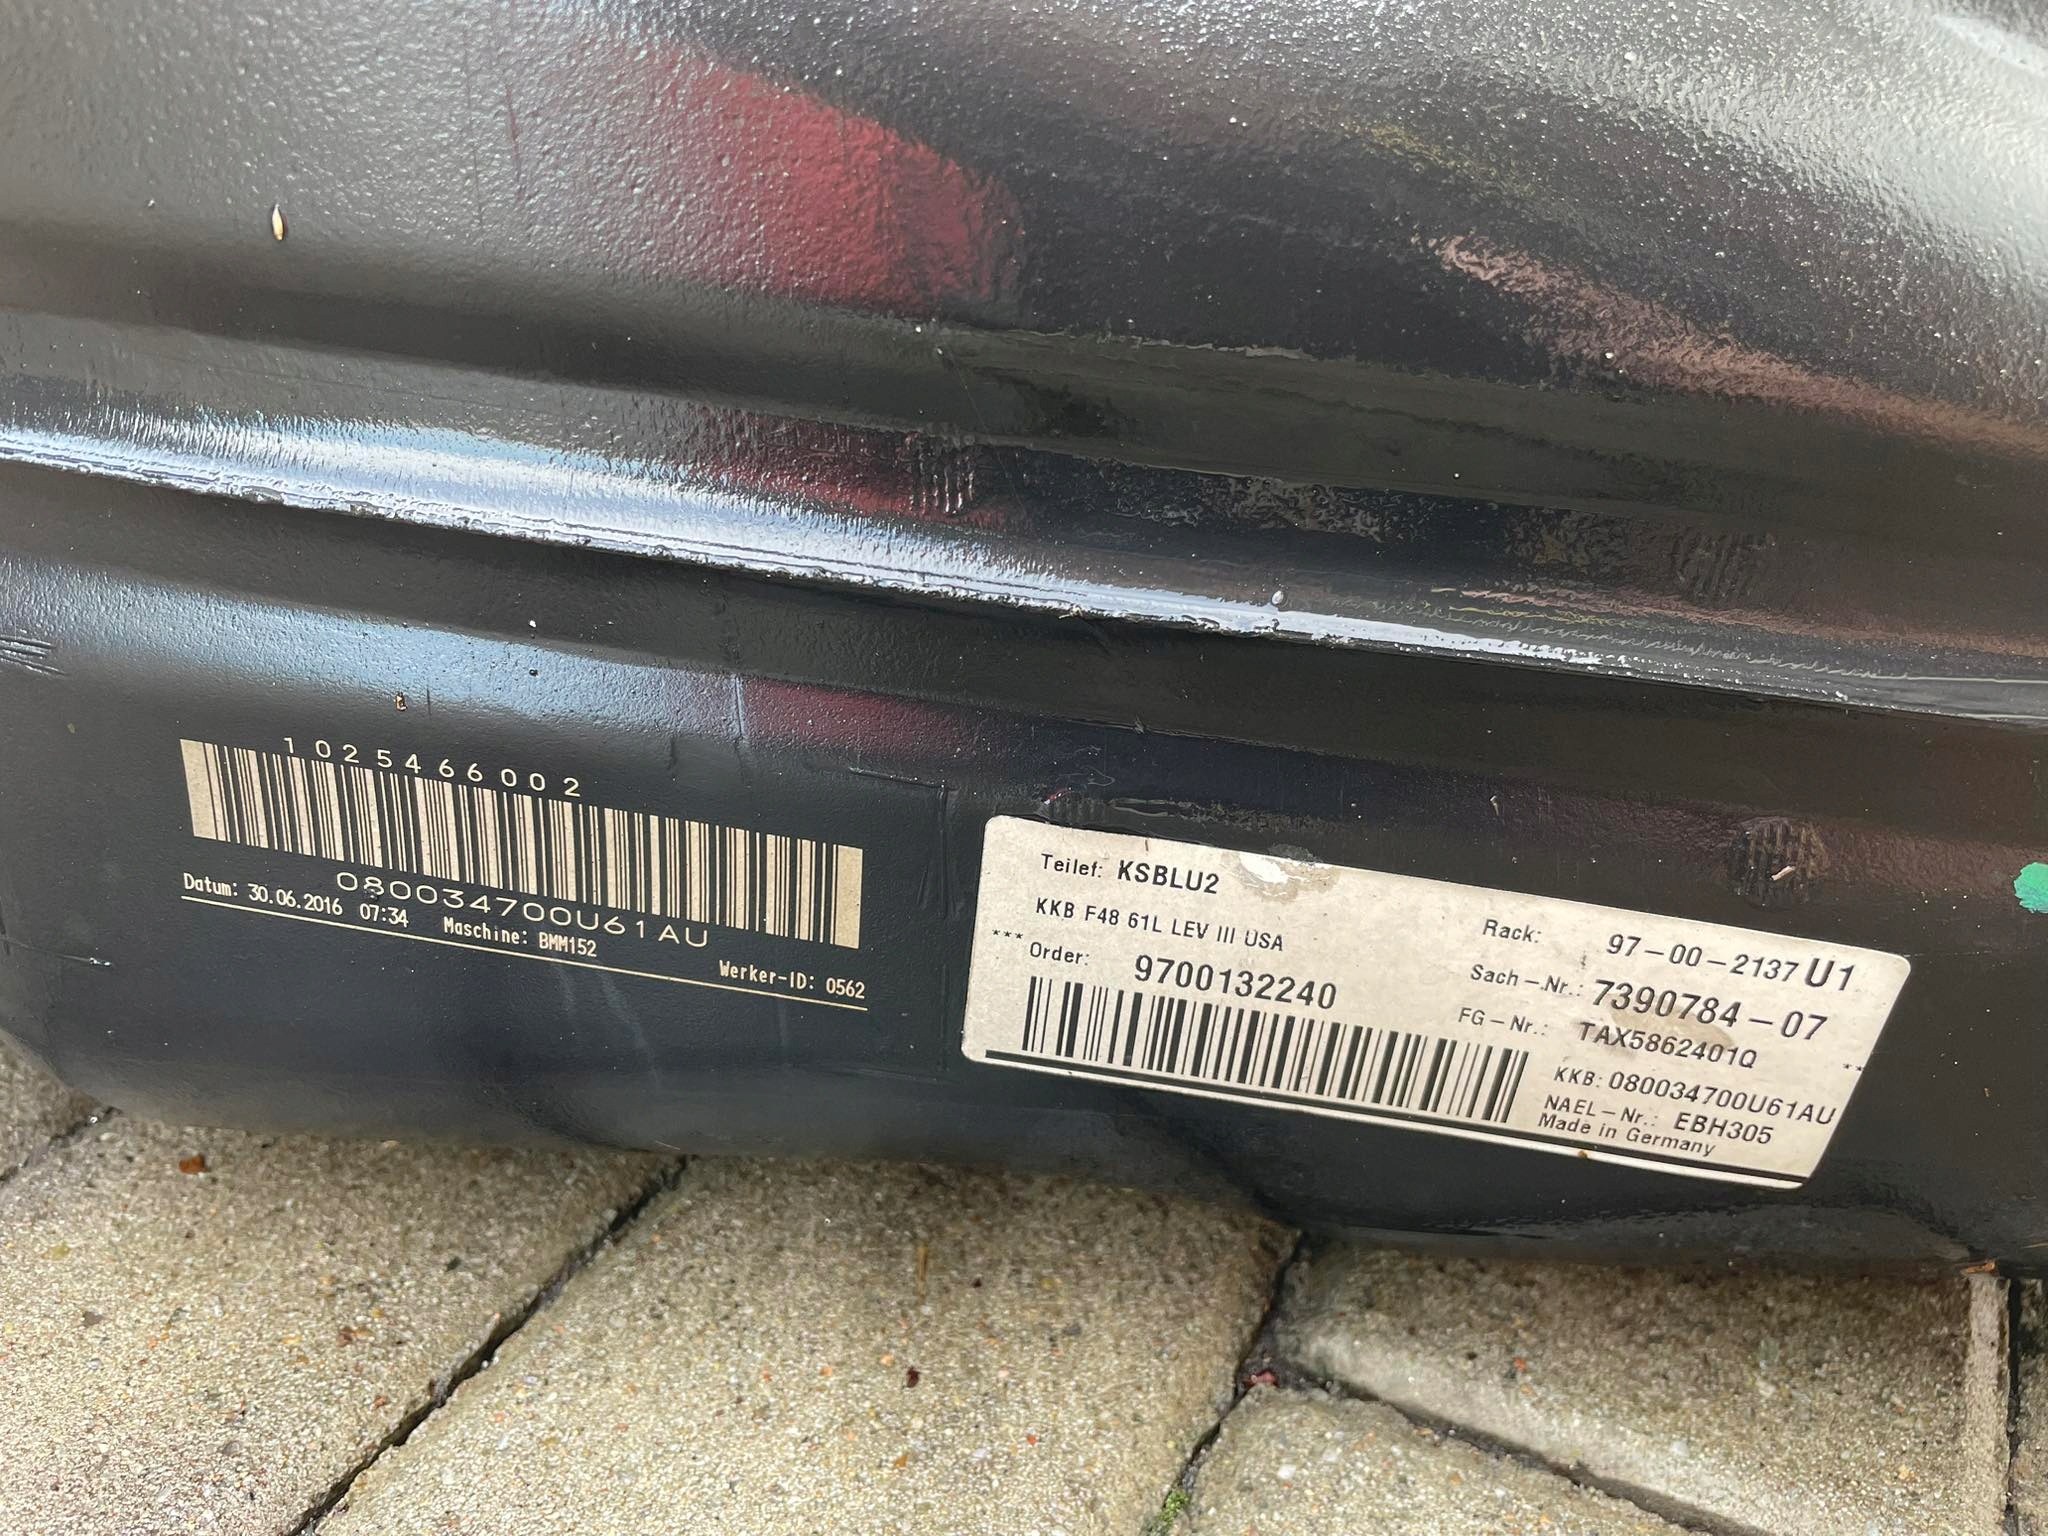 1025466002
080034700U61AU
Datum: 30.06.2016 07:34 Maschine: BMM152 Werker-ID: 0562
Teilef: KSBLU2
KKB F48 61L LEV III USA
*** Order: 9700132240
Rack: 97-00-2137 U1
Sach-Nr.: 7390784-07
FG-Nr.: TAX5862401Q
**
KKB: 080034700U61AU
NAEL-Nr.: EBH305
Made in Germany